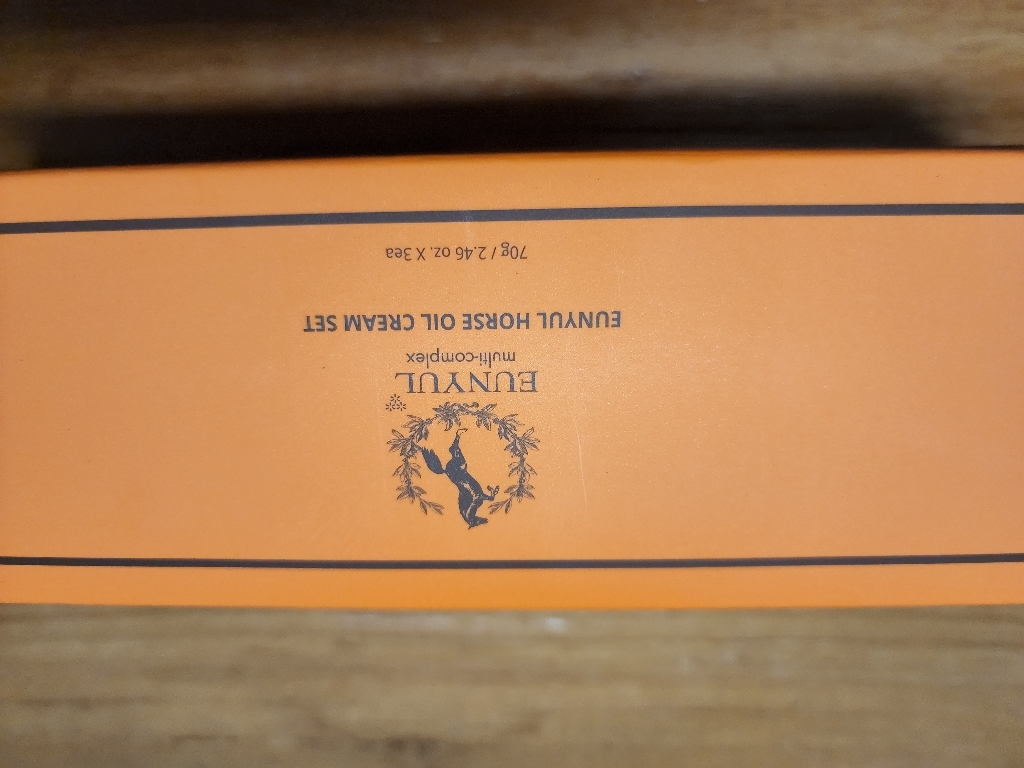 EUNYUL
multi-complex
EUNYUL HORSE OIL CREAM SET
70g / 2.46 oz. X 3ea